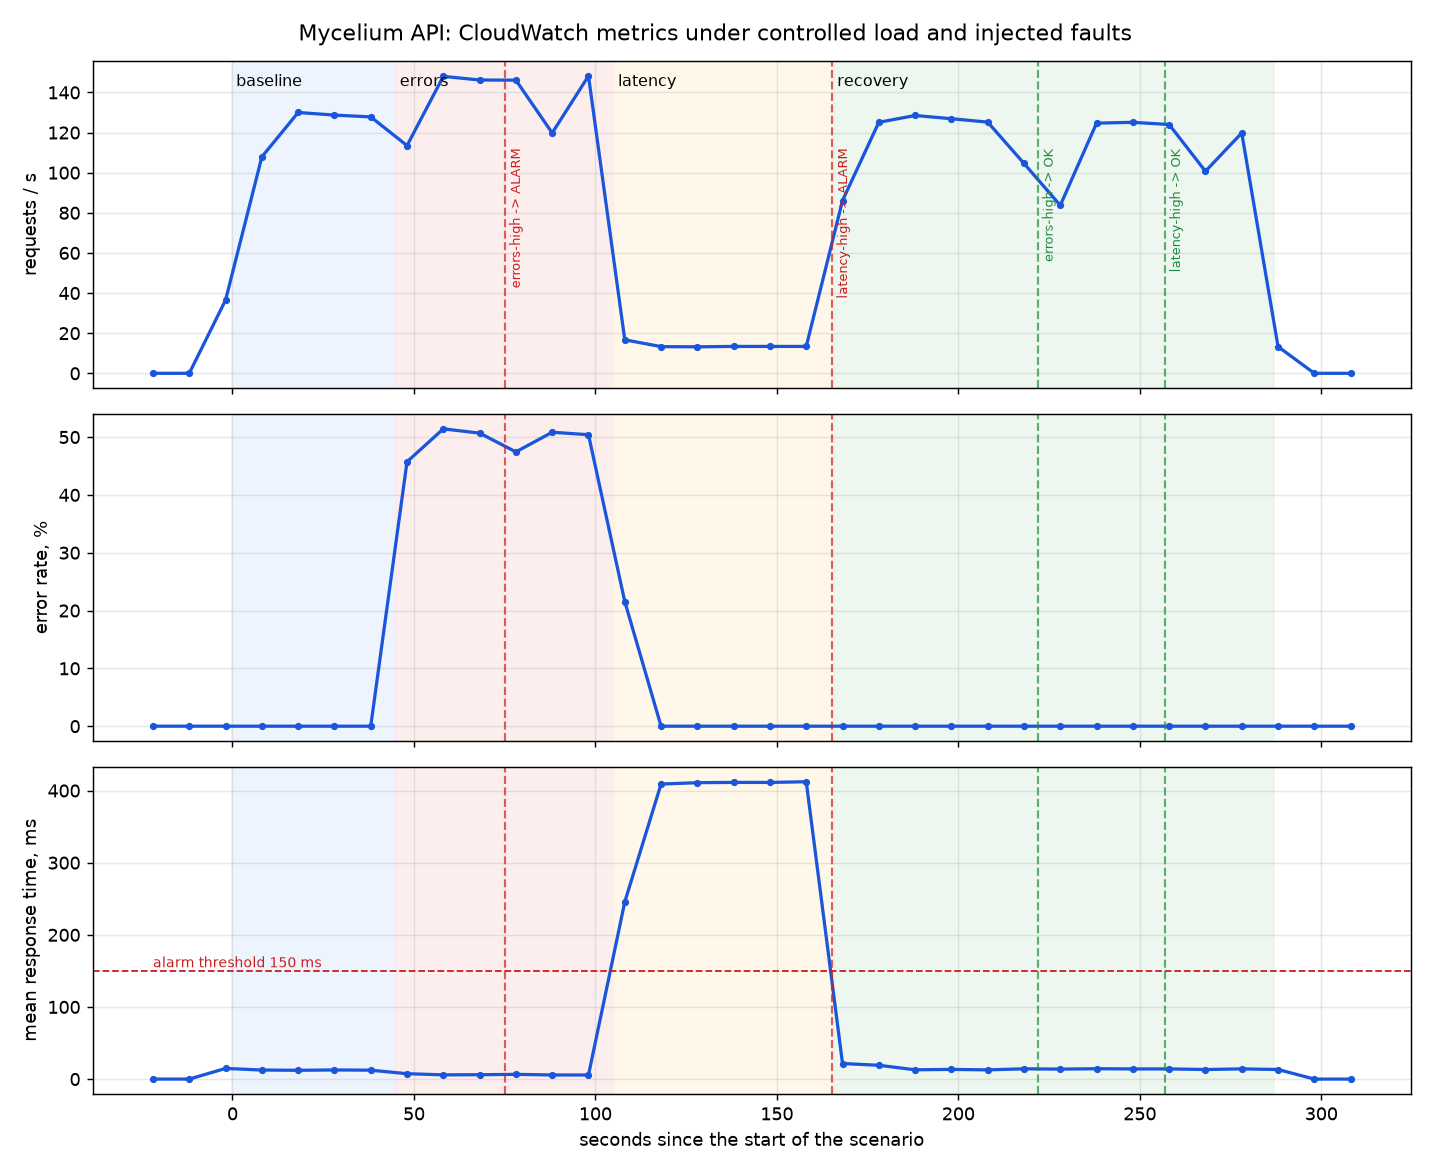 Mycelium API: CloudWatch metrics under controlled load and injected faults
requests / s
140
120
100
80
60
40
20
0
baseline
errors
latency
recovery
errors-high -> ALARM
latency-high -> ALARM
errors-high -> OK
latency-high -> OK
error rate, %
50
40
30
20
10
0
mean response time, ms
400
300
200
100
0
alarm threshold 150 ms
0
50
100
150
200
250
300
seconds since the start of the scenario